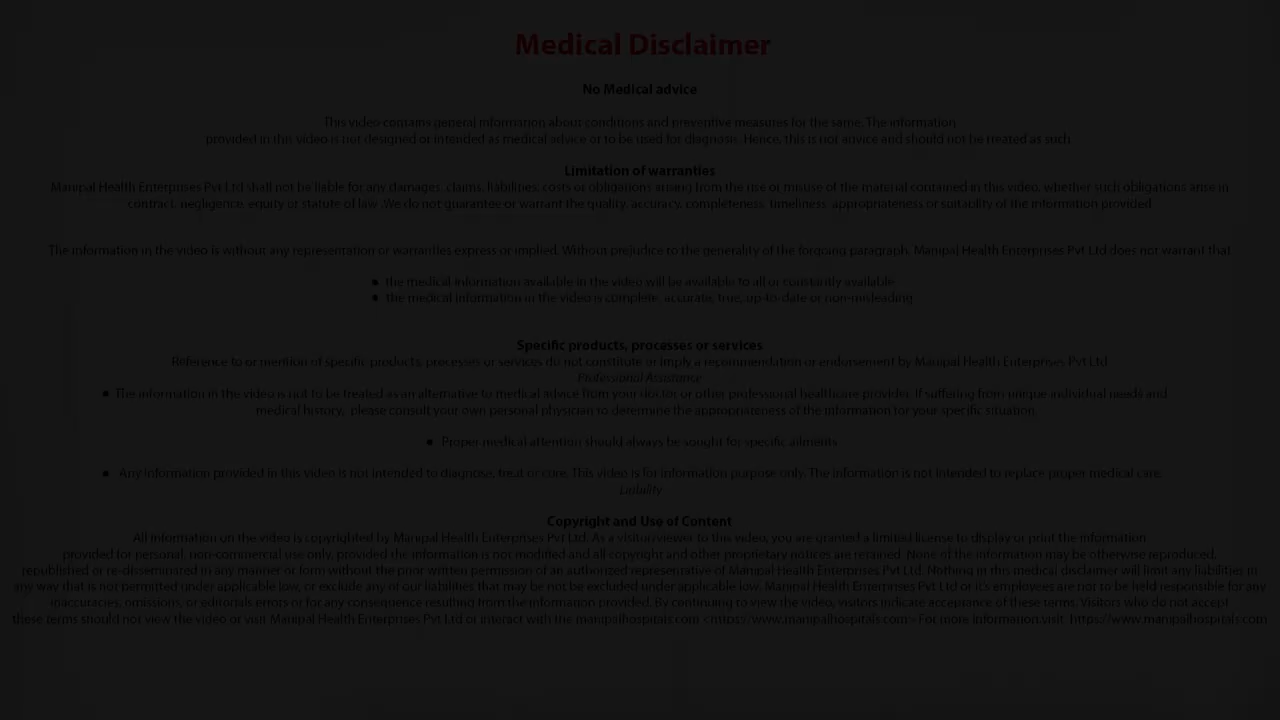 Medical Disclaimer
No Medical advice
This video contains general information about conditions and preventive measures for the same. The information
provided in this video is not designed or intended as medical advice or to be used for diagnosis. Hence, this is not advice and should not be treated as such.
Limitation of warranties
Manipal Health Enterprises Pvt Ltd shall not be liable for any damages, claims, liabilities, costs or obligations arising from the use or misuse of the material contained in this video, whether such obligations arise in
contract, negligence, equity or statute of law .We do not guarantee or warrant the quality, accuracy, completeness, timeliness, appropriateness or suitablity of the information provided
The information in the video is without any representation or warranties express or implied. Without prejudice to the generality of the forgoing paragraph, Manipal Health Enterprises Pvt Ltd does not warrant that
● the medical information available in the video will be available to all or constantly available
● the medical information in the video is complete, accurate, true, up-to-date or non-misleading
Specific products, processes or services
Reference to or mention of specific products, processes or services do not constitute or imply a recommendation or endorsement by Manipal Health Enterprises Pvt Ltd
Professional Assistance
● The information in the video is not to be treated as an alternative to medical advice from your doctor or other professional healthcare provider. If suffering from unique individual needs and
medical history, please consult your own personal physician to determine the appropriateness of the information for your specific situation.
● Proper medical attention should always be sought for specific ailments
● Any information provided in this video is not intended to diagnose, treat or cure. This video is for information purpose only. The information is not intended to replace proper medical care.
Liability
Copyright and Use of Content
All information on the video is copyrighted by Manipal Health Enterprises Pvt Ltd. As a visitor/viewer to this video, you are granted a limited license to display or print the information
provided for personal, non-commercial use only, provided the information is not modified and all copyright and other proprietary notices are retained. None of the information may be otherwise reproduced,
republished or re-disseminated in any manner or form without the prior written permission of an authorized representative of Manipal Health Enterprises Pvt Ltd. Nothing in this medical disclaimer will limit any liabilities in
any way that is not permitted under applicable low, or exclude any of our liabilities that may be not be excluded under applicable low. Manipal Health Enterprises Pvt Ltd or it's employees are not to be held responsible for any
inaccuracies, omissions, or editorials errors or for any consequence resulting from the information provided. By continuing to view the video, visitors indicate acceptance of these terms. Visitors who do not accept
these terms should not view the video or visit Manipal Health Enterprises Pvt Ltd or interact with the manipalhospitals.com <https://www.manipalhospitals.com> For more information visit https://www.manipalhospitals.com